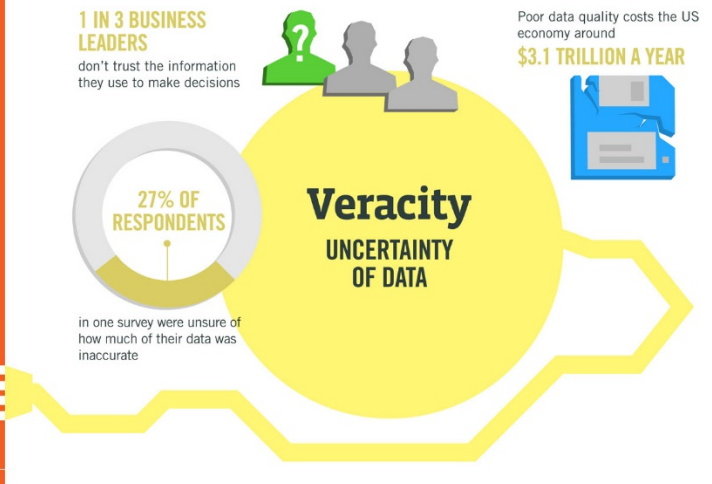 1 IN 3 BUSINESS
LEADERS
don't trust the information
they use to make decisions
?
Poor data quality costs the US
economy around
$3.1 TRILLION A YEAR
27% OF
RESPONDENTS
in one survey were unsure of
how much of their data was
inaccurate
Veracity
UNCERTAINTY
OF DATA